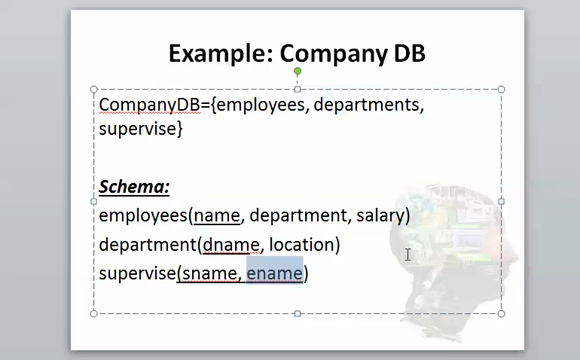 Example: Company DB
CompanyDB={employees, departments,
supervise}
Schema:
employees(name, department, salary)
department(dname, location)
supervise(sname, ename)